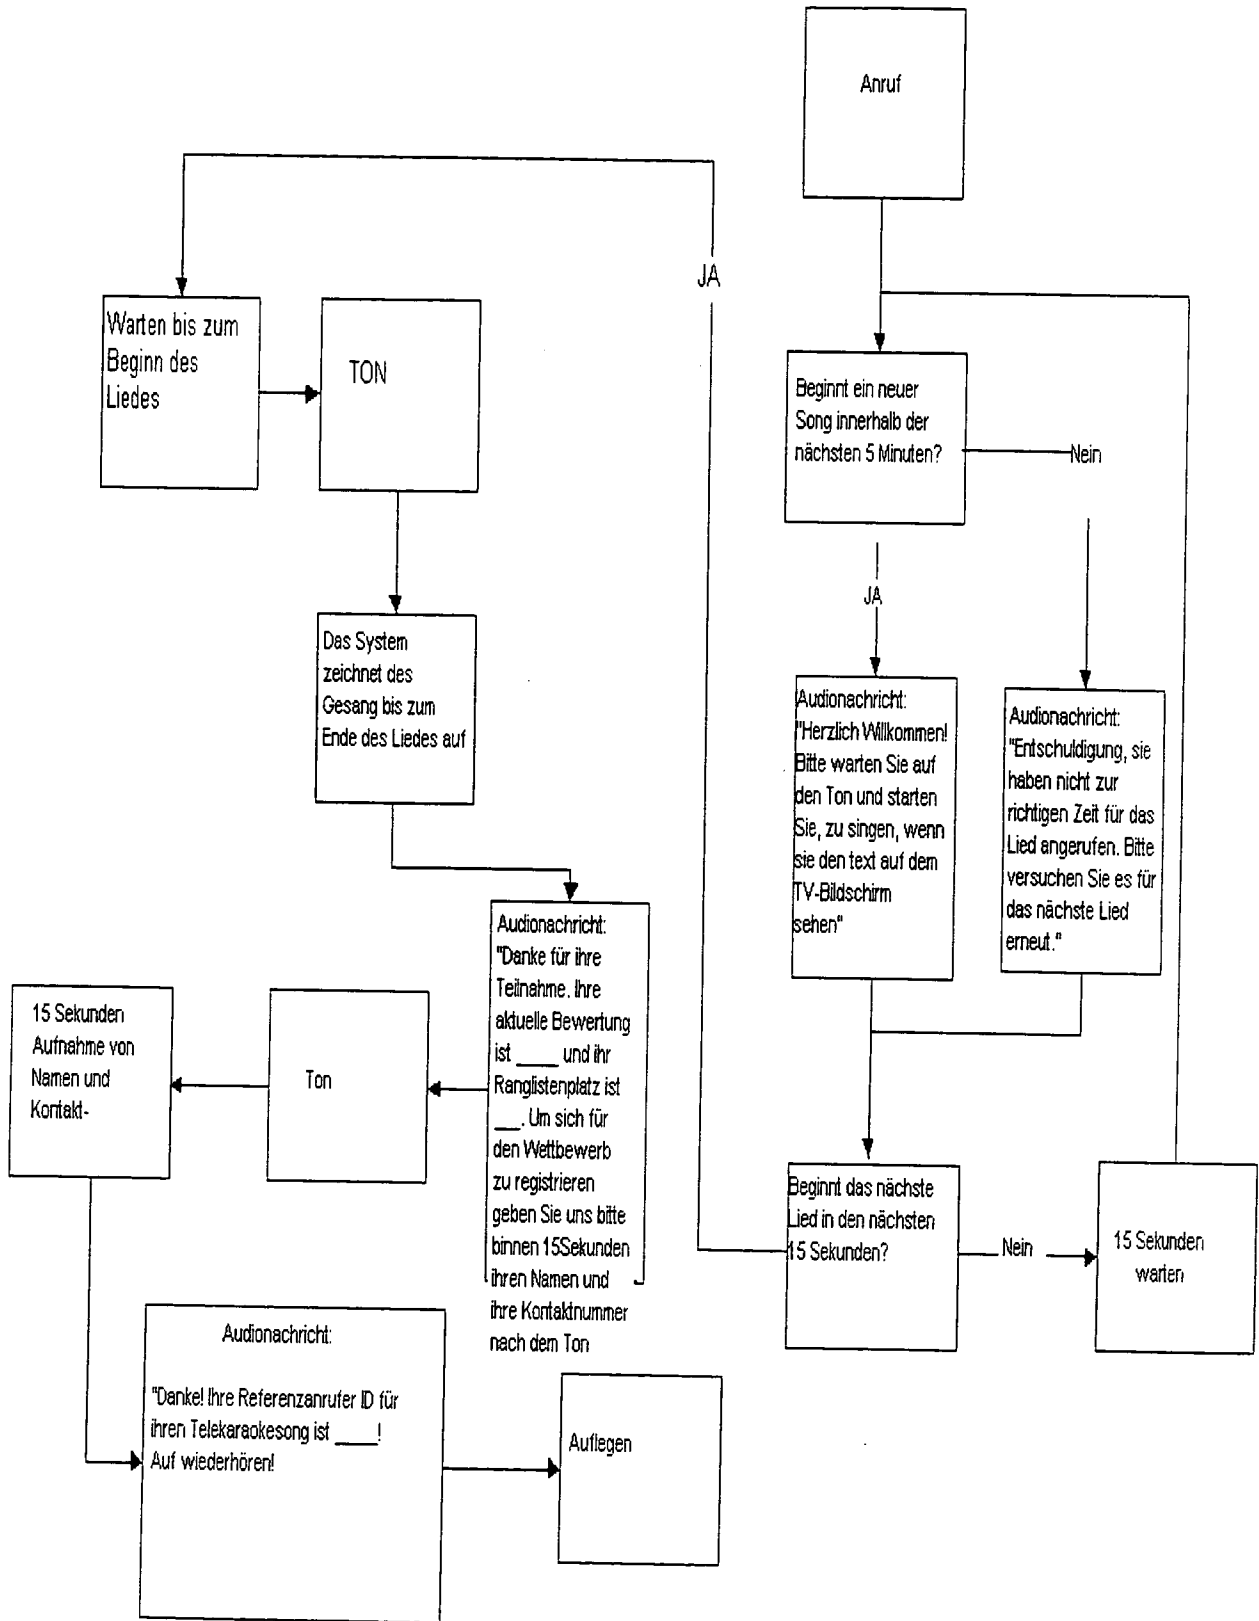 Anruf
JA
Warten bis zum
Beginn des
Liedes
TON
Beginnt ein neuer
Song innerhalb der
nächsten 5 Minuten?
Nein
JA
Das System
zeichnet des
Gesang bis zum
Ende des Liedes auf
Audionachricht:
"Herzlich Willkommen!
Bitte warten Sie auf
den Ton und starten
Sie, zu singen, wenn
sie den text auf dem
TV-Bildschirm
sehen"
Audionachricht:
"Entschuldigung, sie
haben nicht zur
richtigen Zeit für das
Lied angerufen. Bitte
versuchen Sie es für
das nächste Lied
erneut."
Audionachricht:
"Danke für ihre
Teilnahme. Ihre
aktuelle Bewertung
ist ____ und ihr
Ranglistenplatz ist
___. Um sich für
den Wettbewerb
zu registrieren
geben Sie uns bitte
binnen 15Sekunden
ihren Namen und
ihre Kontaktnummer
nach dem Ton
Ton
15 Sekunden
Aufnahme von
Namen und
Kontakt-
Beginnt das nächste
Lied in den nächsten
15 Sekunden?
Nein
15 Sekunden
warten
Audionachricht:
"Danke! Ihre Referenzanrufer ID für
ihren Telekaraokesong ist ____!
Auf wiederhören!
Auflegen